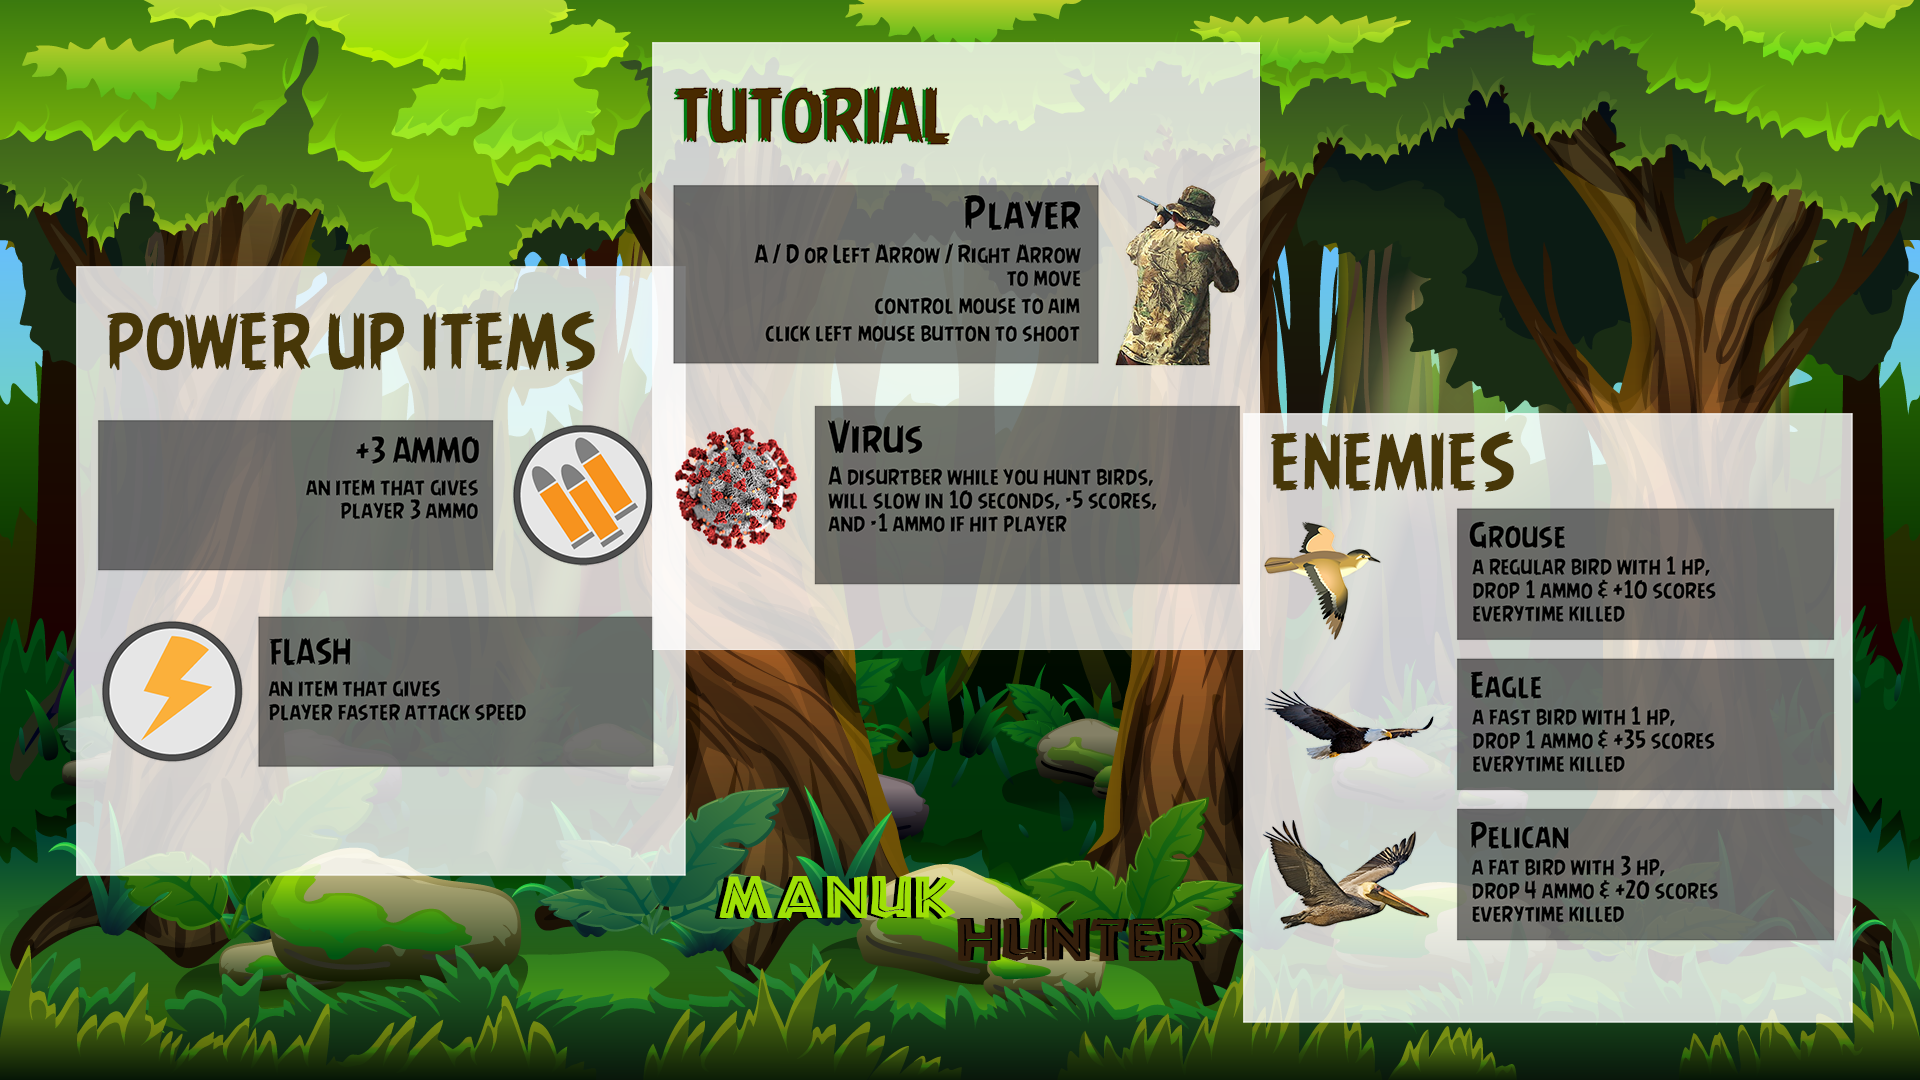 TUTORIAL
PLAYER
A / D OR LEFT ARROW / RIGHT ARROW
TO MOVE
CONTROL MOUSE TO AIM
CLICK LEFT MOUSE BUTTON TO SHOOT
VIRUS
A DISURTBER WHILE YOU HUNT BIRDS,
WILL SLOW IN 10 SECONDS, -5 SCORES,
AND -1 AMMO IF HIT PLAYER
POWER UP ITEMS
+3 AMMO
AN ITEM THAT GIVES
PLAYER 3 AMMO
FLASH
AN ITEM THAT GIVES
PLAYER FASTER ATTACK SPEED
ENEMIES
GROUSE
A REGULAR BIRD WITH 1 HP,
DROP 1 AMMO & +10 SCORES
EVERYTIME KILLED
EAGLE
A FAST BIRD WITH 1 HP,
DROP 1 AMMO & +35 SCORES
EVERYTIME KILLED
PELICAN
A FAT BIRD WITH 3 HP,
DROP 4 AMMO & +20 SCORES
EVERYTIME KILLED
MANUK
HUNTER